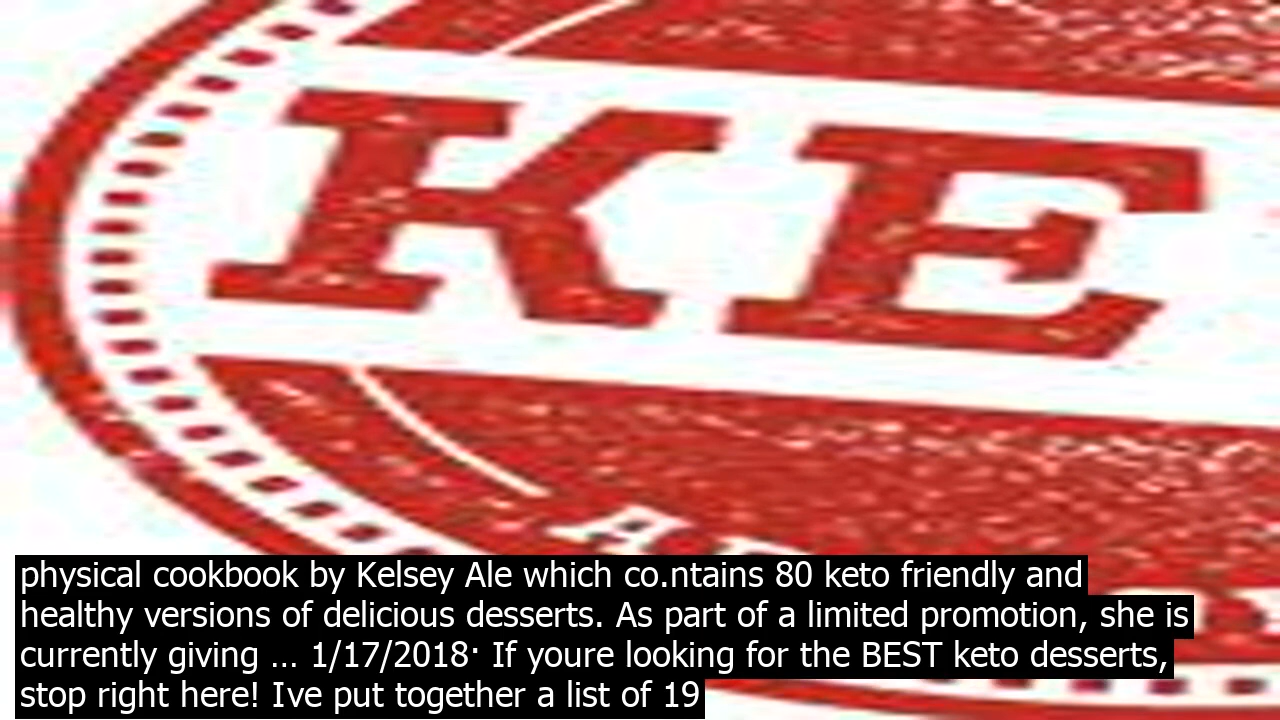 KE
physical cookbook by Kelsey Ale which co.ntains 80 keto friendly and
healthy versions of delicious desserts. As part of a limited promotion, she is
currently giving ... 1/17/2018· If youre looking for the BEST keto desserts,
stop right here! Ive put together a list of 19